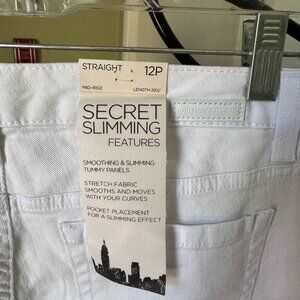 STRAIGHT 12P
MID-RISE LENGTH 29½"
SECRET
SLIMMING
FEATURES
SMOOTHING & SLIMMING
TUMMY PANELS
STRETCH FABRIC
SMOOTHS AND MOVES
WITH YOUR CURVES
POCKET PLACEMENT
FOR A SLIMMING EFFECT